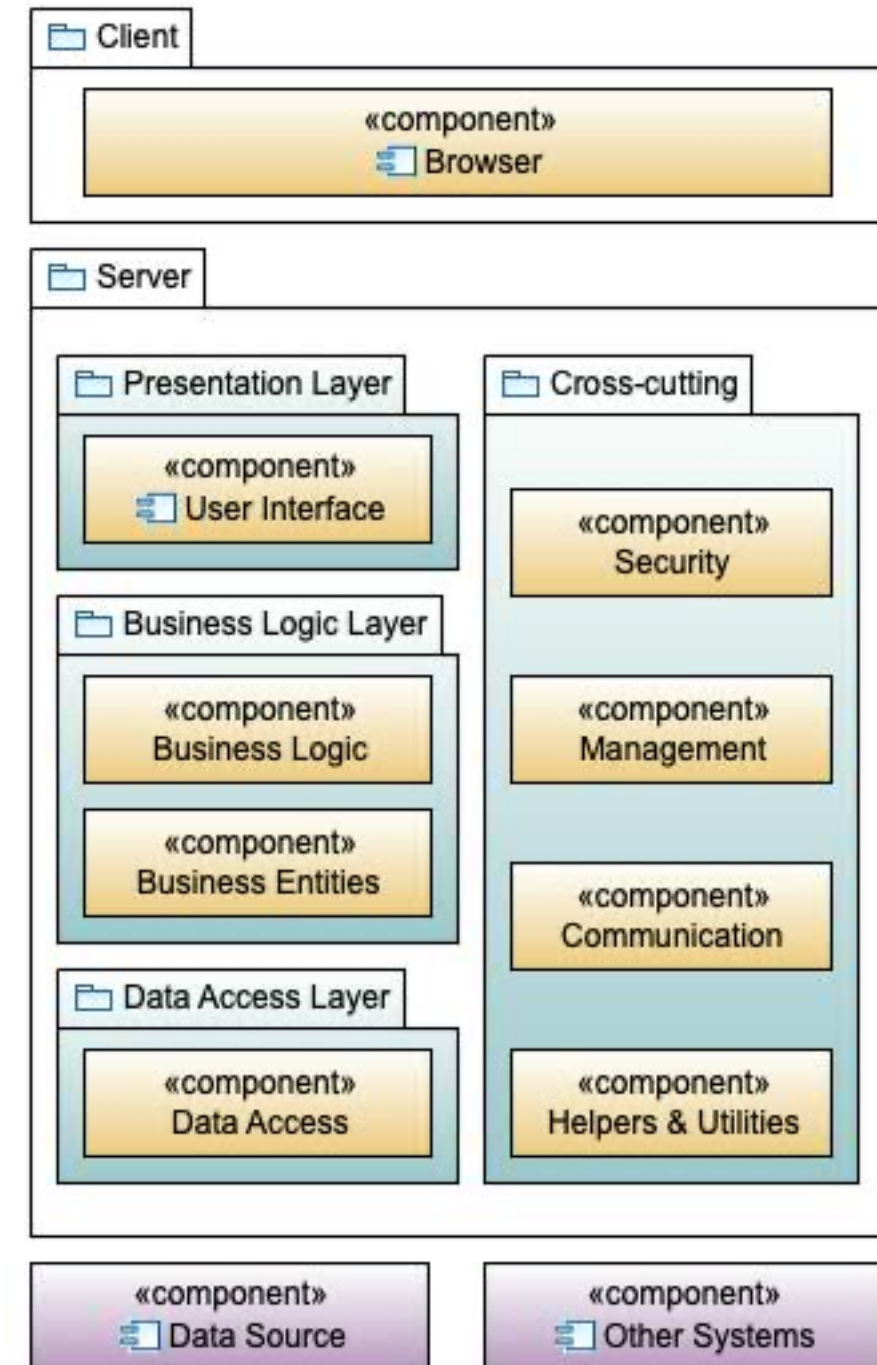 Client
«component»
Browser
Server
Presentation Layer
«component»
User Interface
Business Logic Layer
«component»
Business Logic
«component»
Business Entities
Data Access Layer
«component»
Data Access
Cross-cutting
«component»
Security
«component»
Management
«component»
Communication
«component»
Helpers & Utilities
«component»
Data Source
«component»
Other Systems